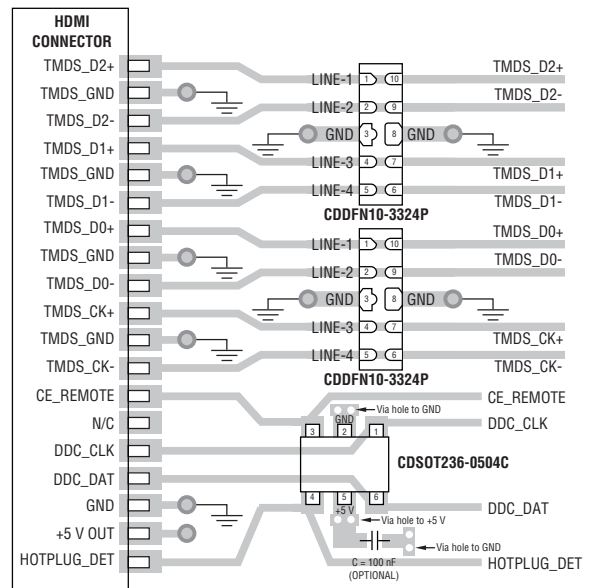 HDMI
CONNECTOR
TMDS_D2+
TMDS_GND
TMDS_D2-
TMDS_D1+
TMDS_GND
TMDS_D1-
TMDS_D0+
TMDS_GND
TMDS_D0-
TMDS_CK+
TMDS_GND
TMDS_CK-
CE_REMOTE
N/C
DDC_CLK
DDC_DAT
GND
+5 V OUT
HOTPLUG_DET
LINE-1 1 10 TMDS_D2+
LINE-2 2 9 TMDS_D2-
GND 3 8 GND
LINE-3 4 7 TMDS_D1+
LINE-4 5 6 TMDS_D1-
CDDFN10-3324P
LINE-1 1 10 TMDS_D0+
LINE-2 2 9 TMDS_D0-
GND 3 8 GND
LINE-3 4 7 TMDS_CK+
LINE-4 5 6 TMDS_CK-
CDDFN10-3324P
CE_REMOTE
Via hole to GND
GND
DDC_CLK
3 2 1
CDSOT236-0504C
4 5 6
+5 V
DDC_DAT
Via hole to +5 V
Via hole to GND
C = 100 nF
(OPTIONAL)
HOTPLUG_DET